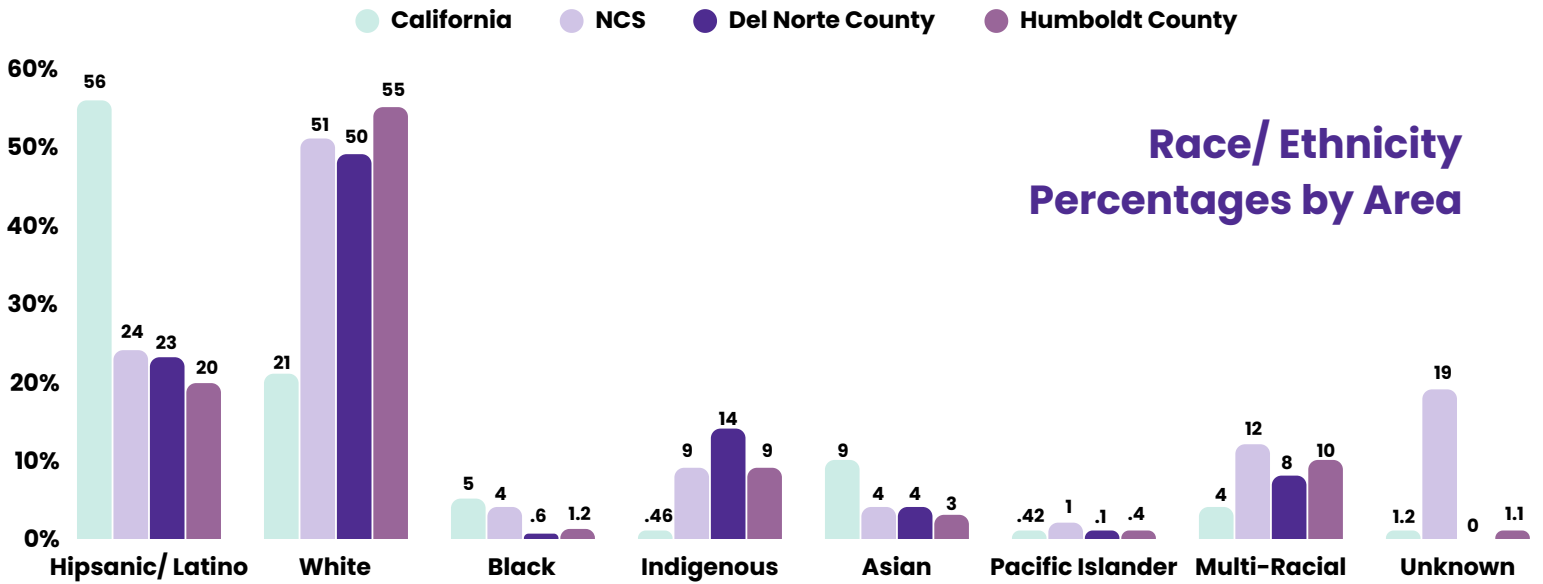 California NCS Del Norte County Humboldt County
Race/ Ethnicity
Percentages by Area
60%
50%
40%
30%
20%
10%
0%
56 24 23 20
21 51 50 55
5 4 .6 1.2
.46 9 14 9
9 4 4 3
.42 1 .1 .4
4 12 8 10
1.2 19 0 1.1
Hipsanic/ Latino White Black Indigenous Asian Pacific Islander Multi-Racial Unknown